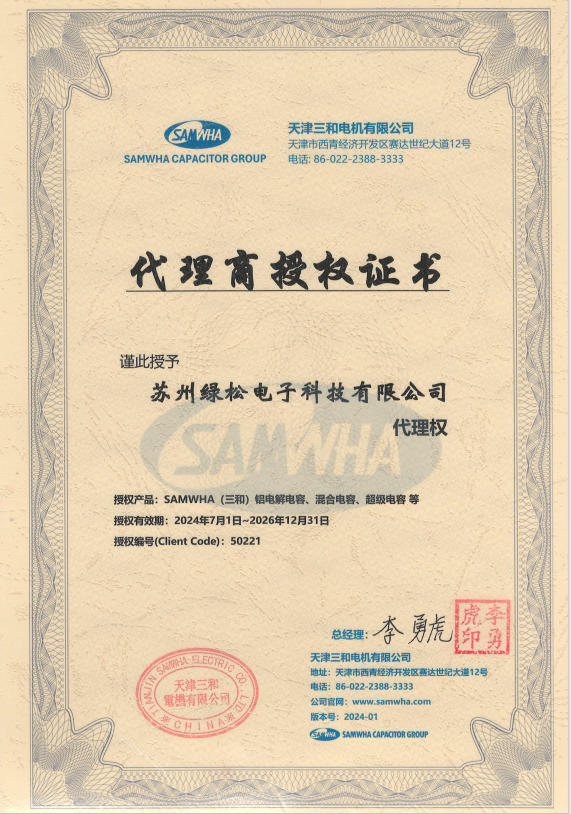 SAMWHA
SAMWHA CAPACITOR GROUP
天津三和电机有限公司
天津市西青经济开发区赛达世纪大道12号
电话: 86-022-2388-3333
代理商授权证书
谨此授予
苏州绿松电子科技有限公司
代理权
SAMWHA
授权产品：SAMWHA（三和）铝电解电容、混合电容、超级电容 等
授权有效期：2024年7月1日~2026年12月31日
授权编号(Client Code)：50221
总经理：李勇虎
李勇
虎印
天津三和电机有限公司
地址：天津市西青经济开发区赛达世纪大道12号
电话：86-022-2388-3333
公司官网：www.samwha.com
版本号：2024-01
SAMWHA SAMWHA CAPACITOR GROUP
TIANJIN SAMWHA ELECTRIC CO.,LTD
天津三和
電機有限公司
CHINA